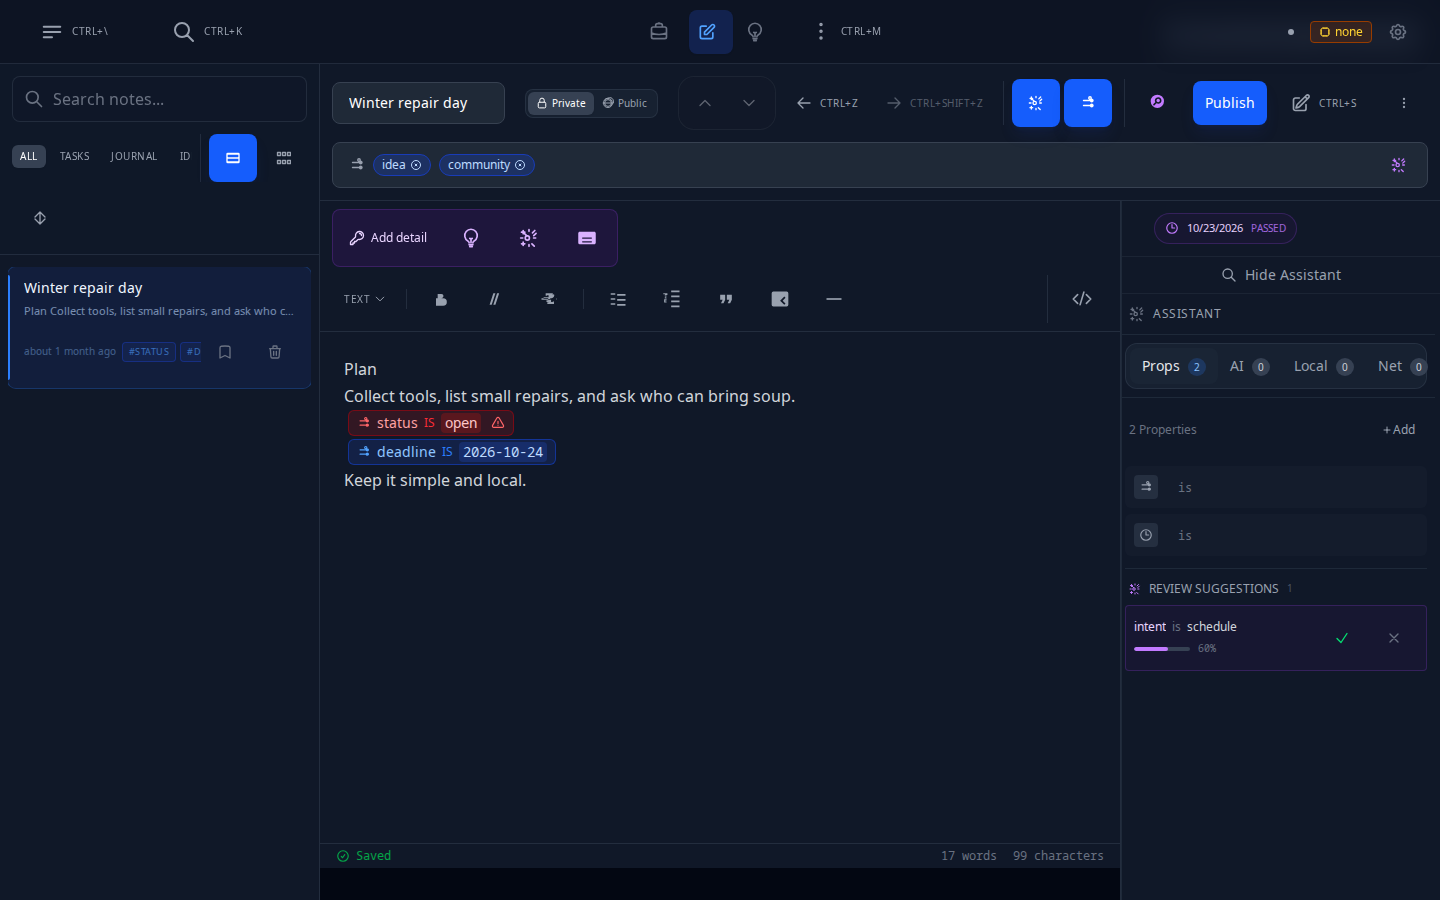 CTRL+\ CTRL+K CTRL+M none
Search notes...
ALL TASKS JOURNAL ID
Winter repair day
Plan Collect tools, list small repairs, and ask who c...
about 1 month ago #STATUS #D
Winter repair day Private Public CTRL+Z CTRL+SHIFT+Z Publish CTRL+S
idea community
Add detail
TEXT
Plan
Collect tools, list small repairs, and ask who can bring soup.
status IS open
deadline IS 2026-10-24
Keep it simple and local.
Saved 17 words 99 characters
10/23/2026 PASSED
Hide Assistant
ASSISTANT
Props 2 AI 0 Local 0 Net 0
2 Properties +Add
is
is
REVIEW SUGGESTIONS 1
intent is schedule
60%